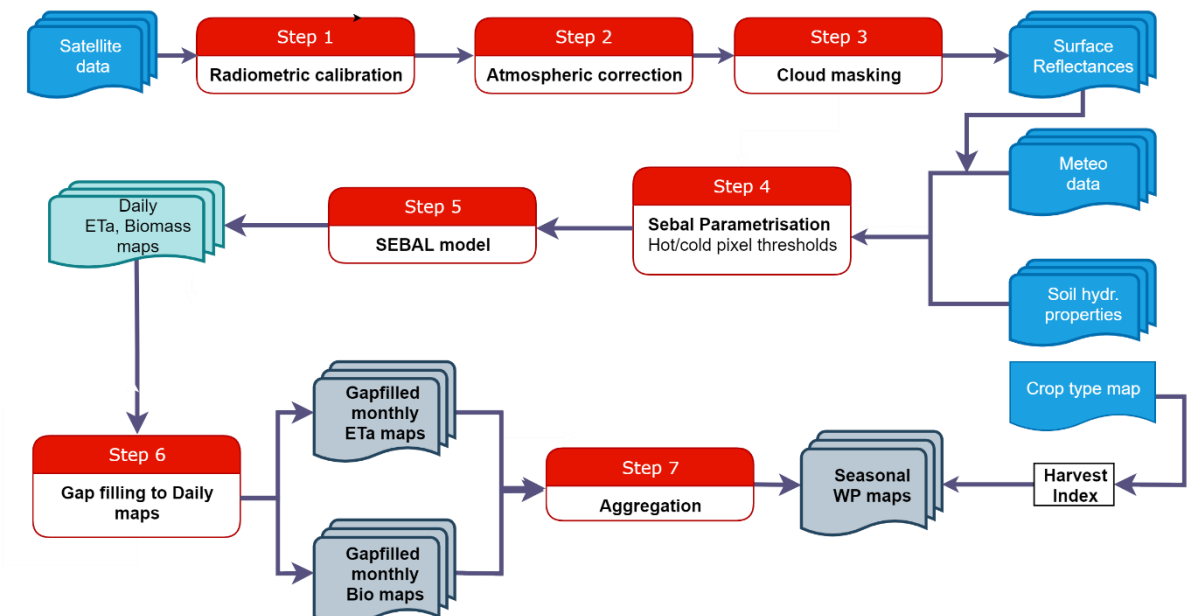 Satellite
data
Step 1
Radiometric calibration
Step 2
Atmospheric correction
Step 3
Cloud masking
Surface
Reflectances
Meteo
data
Soil hydr.
properties
Step 4
Sebal Parametrisation
Hot/cold pixel thresholds
Step 5
SEBAL model
Daily
ETa, Biomass
maps
Step 6
Gap filling to Daily
maps
Gapfilled
monthly
ETa maps
Gapfilled
monthly
Bio maps
Step 7
Aggregation
Seasonal
WP maps
Harvest
Index
Crop type map